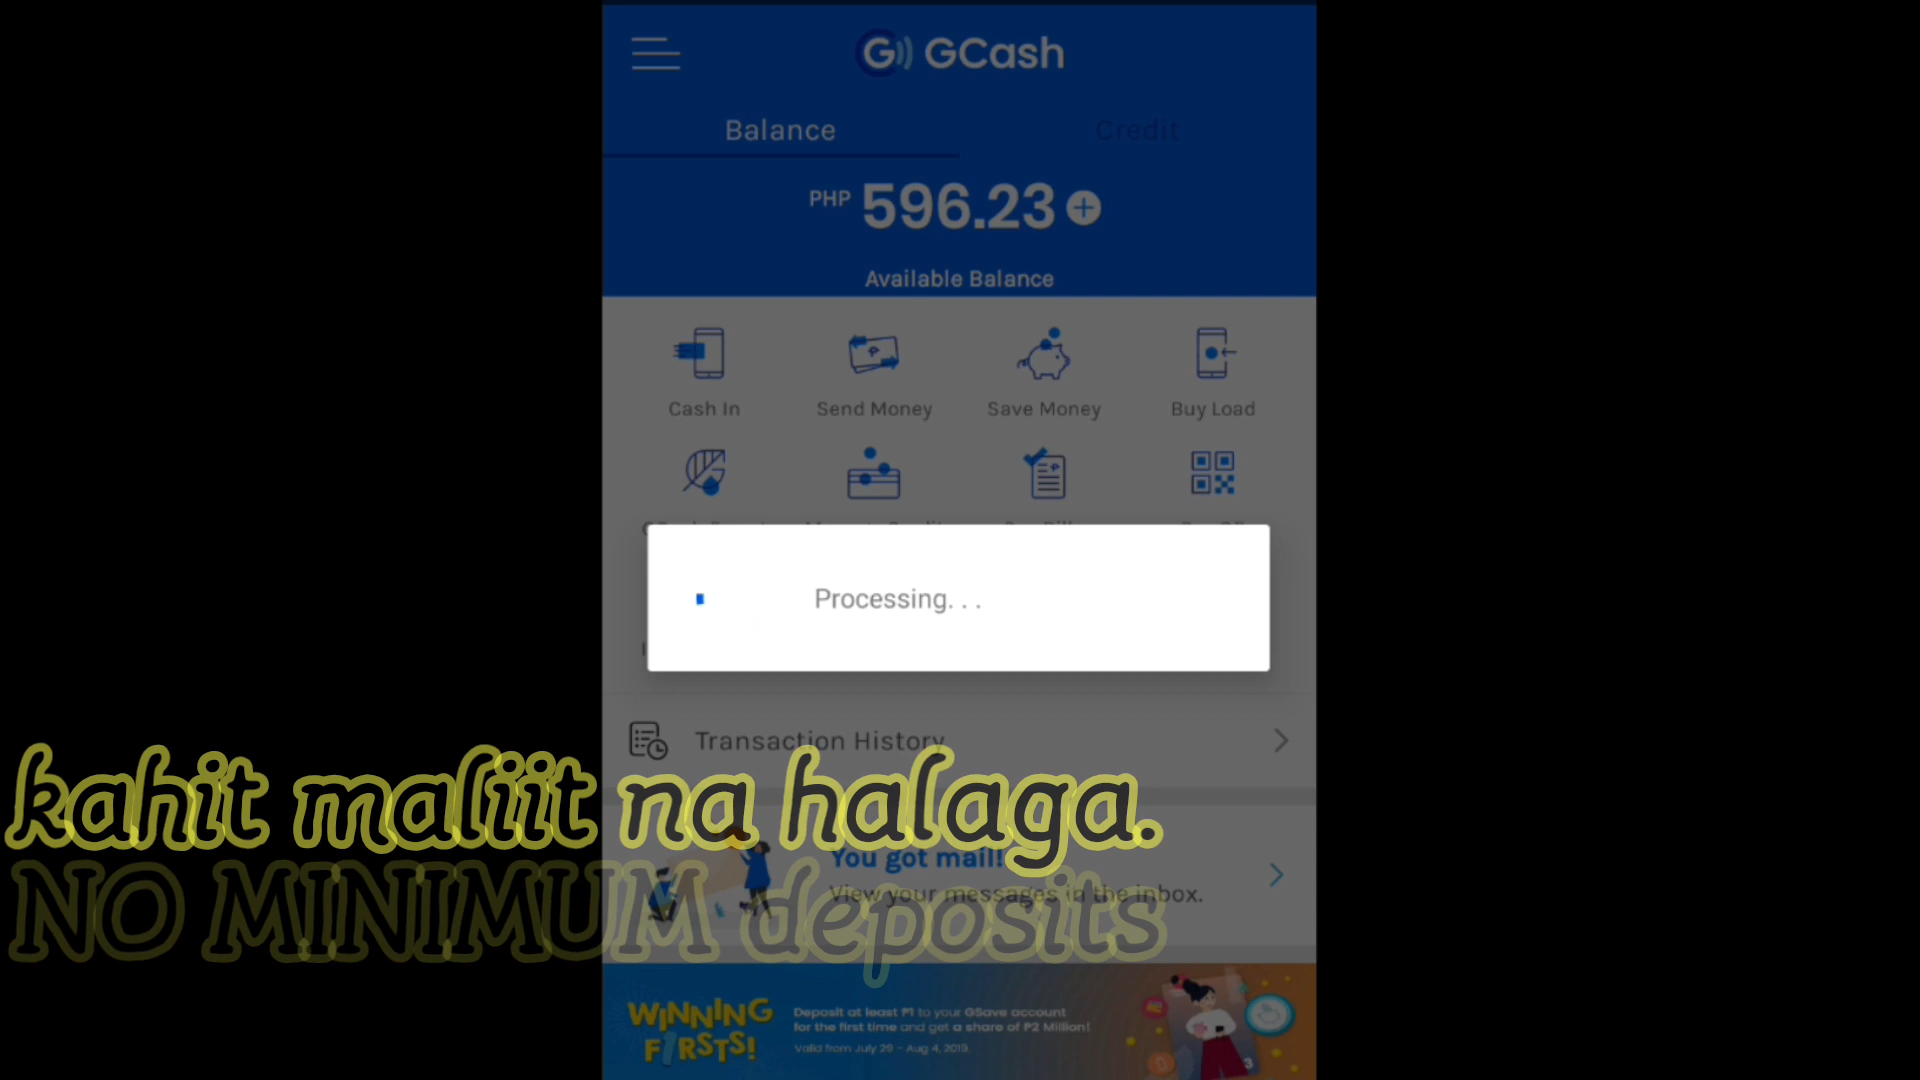 GCash
Balance
Credit
PHP 596.23
Available Balance
Cash In
Send Money
Save Money
Buy Load
Processing. . .
Transaction History
kahit maliit na halaga.
You got mail!
View your messages in the inbox.
NO MINIMUM deposits
WINNING
F1RSTS!
Deposit at least ₱1 to your GSave account
for the first time and get a share of ₱2 Million!
Valid from July 29 - Aug 4, 2019.